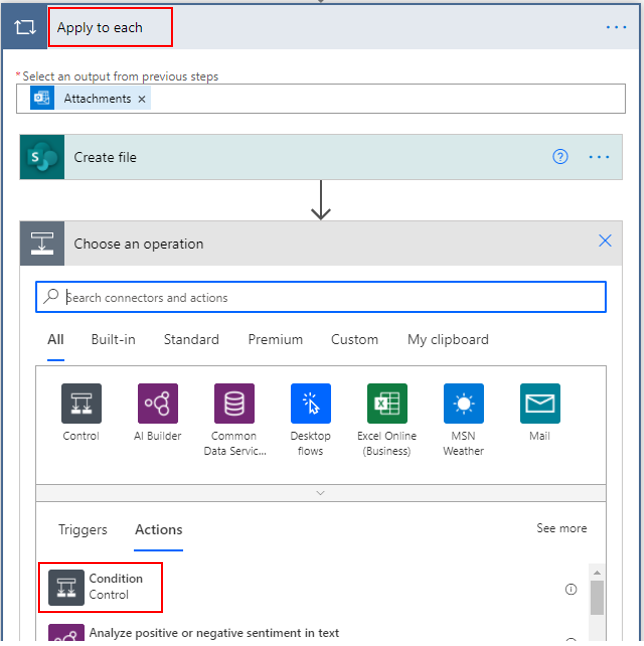 Apply to each
...
*Select an output from previous steps
Attachments ×
S
Create file
? ...
Choose an operation
Search connectors and actions
All Built-in Standard Premium Custom My clipboard
Control AI Builder Common Desktop Excel Online MSN Mail
Data Servic... flows (Business) Weather
Triggers Actions See more
Condition
Control
Analyze positive or negative sentiment in text